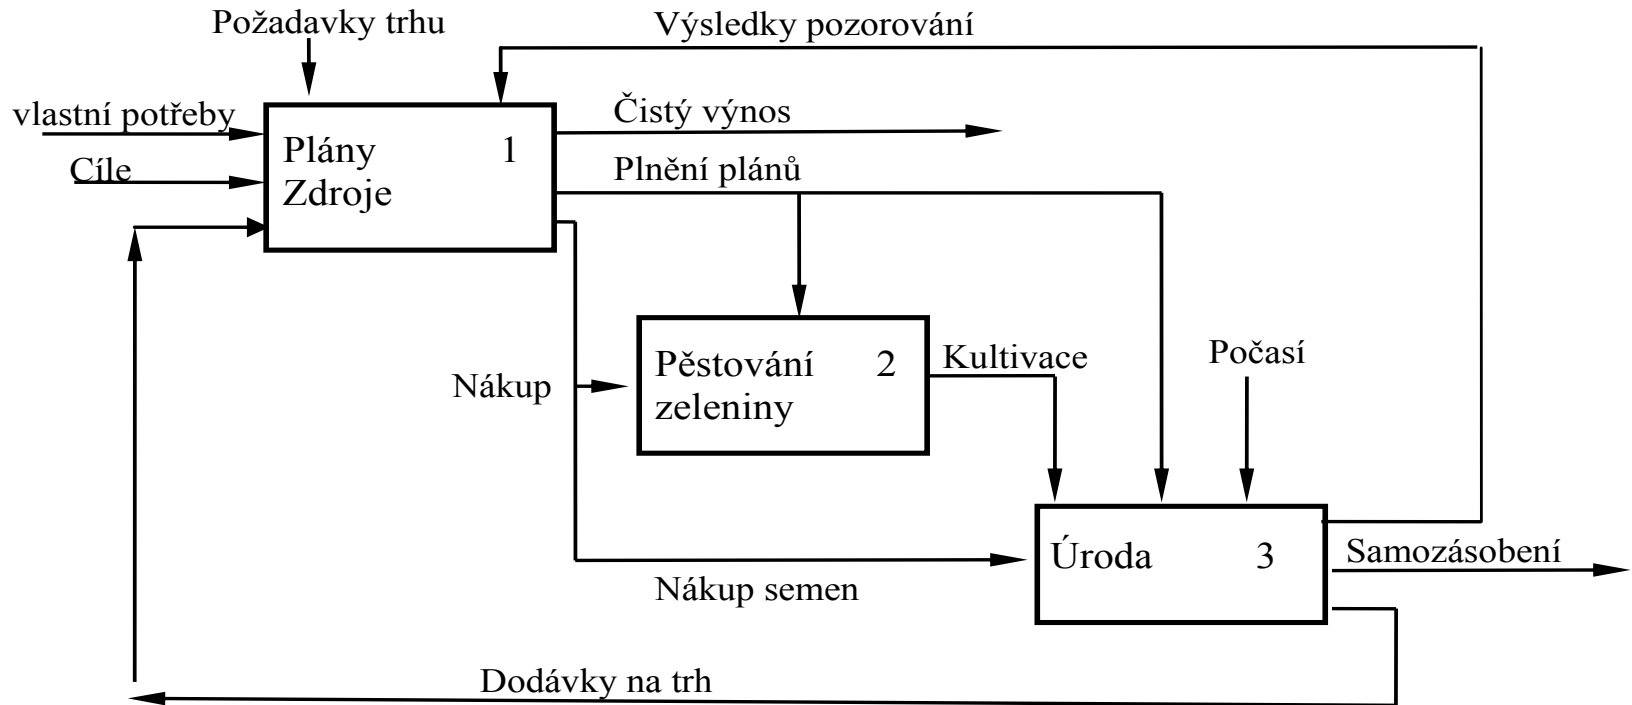 Požadavky trhu
Výsledky pozorování
vlastní potřeby
Čistý výnos
Plány 1
Zdroje
Cíle
Plnění plánů
Nákup
Pěstování 2
zeleniny
Kultivace
Počasí
Úroda 3
Samozásobení
Nákup semen
Dodávky na trh